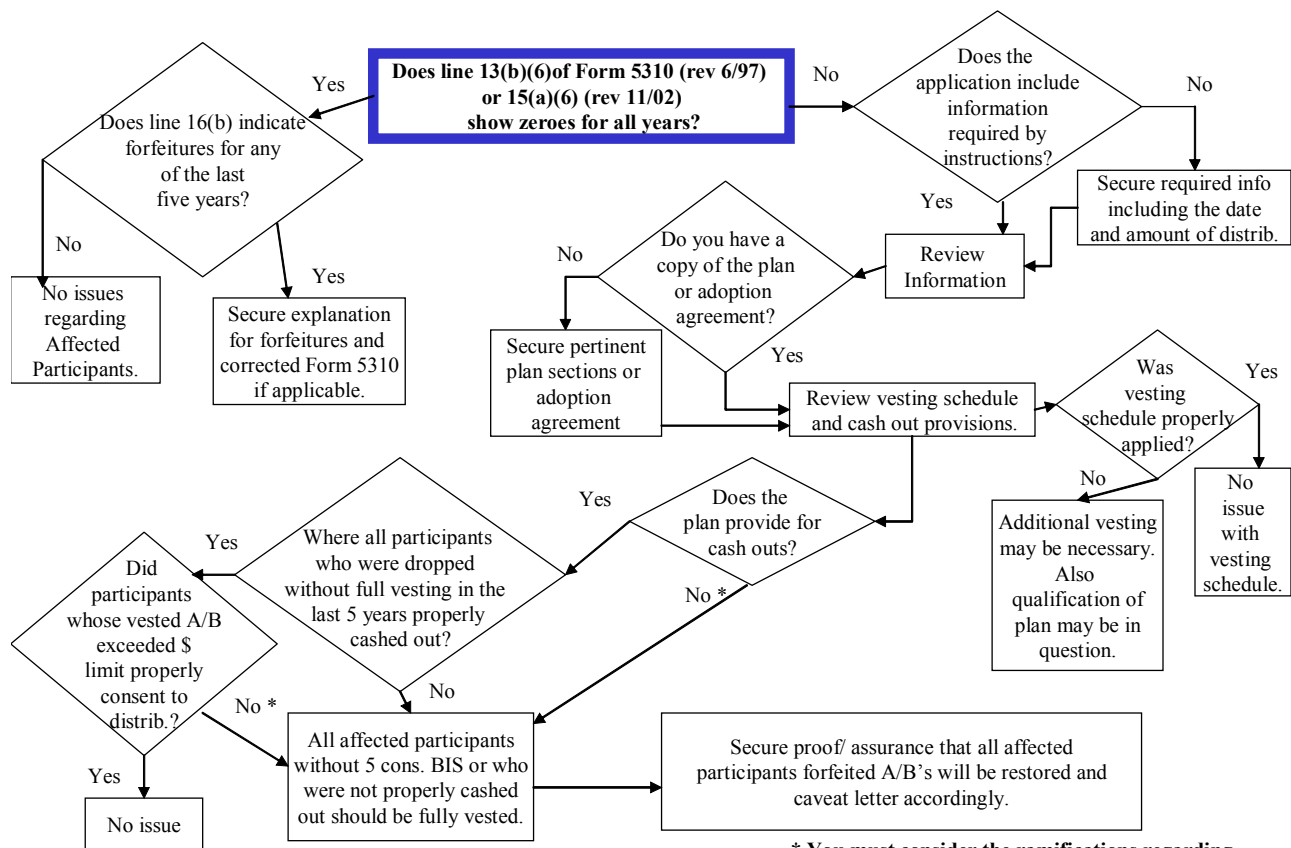 Yes
Does line 13(b)(6)of Form 5310 (rev 6/97)
or 15(a)(6) (rev 11/02)
show zeroes for all years?
No
Does line 16(b) indicate
forfeitures for any
of the last
five years?
No
No issues
regarding
Affected
Participants.
Yes
Secure explanation
for forfeitures and
corrected Form 5310
if applicable.
Does the
application include
information
required by
instructions?
No
Secure required info
including the date
and amount of distrib.
Yes
Review
Information
Do you have a
copy of the plan
or adoption
agreement?
No
Secure pertinent
plan sections or
adoption
agreement
Yes
Review vesting schedule
and cash out provisions.
Was
vesting
schedule properly
applied?
Yes
No
issue
with
vesting
schedule.
No
Additional vesting
may be necessary.
Also
qualification of
plan may be in
question.
Does the
plan provide for
cash outs?
Yes
No *
Where all participants
who were dropped
without full vesting in the
last 5 years properly
cashed out?
Yes
No
Did
participants
whose vested A/B
exceeded $
limit properly
consent to
distrib.?
No *
Yes
No issue
All affected participants
without 5 cons. BIS or who
were not properly cashed
out should be fully vested.
Secure proof/ assurance that all affected
participants forfeited A/B's will be restored and
caveat letter accordingly.
* You must consider the ramifications regarding